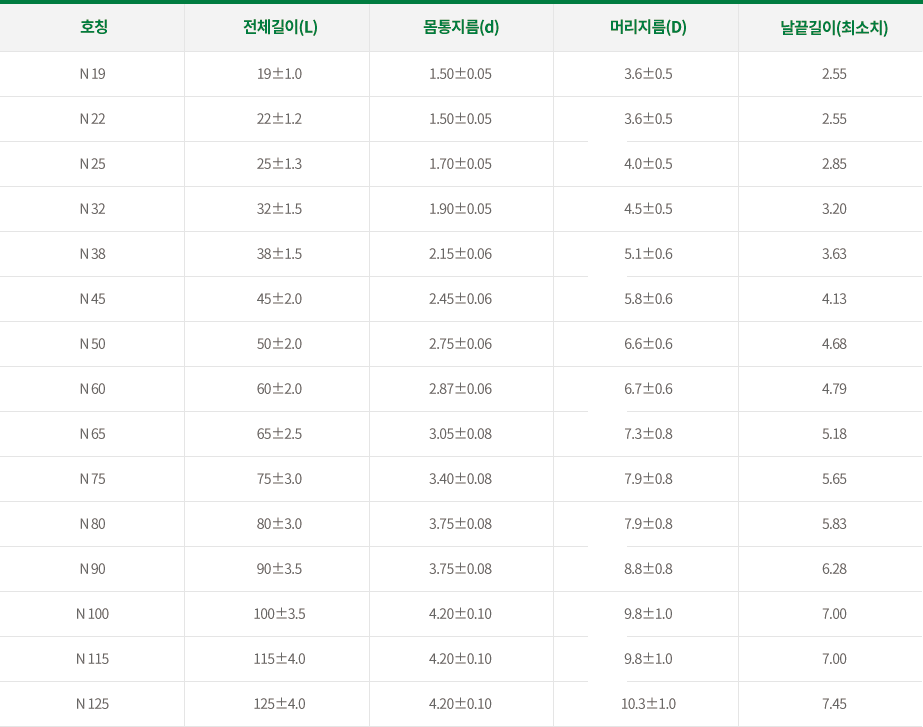 호칭 전체길이(L) 몸통지름(d) 머리지름(D) 날끝길이(최소치)
N 19 19±1.0 1.50±0.05 3.6±0.5 2.55
N 22 22±1.2 1.50±0.05 3.6±0.5 2.55
N 25 25±1.3 1.70±0.05 4.0±0.5 2.85
N 32 32±1.5 1.90±0.05 4.5±0.5 3.20
N 38 38±1.5 2.15±0.06 5.1±0.6 3.63
N 45 45±2.0 2.45±0.06 5.8±0.6 4.13
N 50 50±2.0 2.75±0.06 6.6±0.6 4.68
N 60 60±2.0 2.87±0.06 6.7±0.6 4.79
N 65 65±2.5 3.05±0.08 7.3±0.8 5.18
N 75 75±3.0 3.40±0.08 7.9±0.8 5.65
N 80 80±3.0 3.75±0.08 7.9±0.8 5.83
N 90 90±3.5 3.75±0.08 8.8±0.8 6.28
N 100 100±3.5 4.20±0.10 9.8±1.0 7.00
N 115 115±4.0 4.20±0.10 9.8±1.0 7.00
N 125 125±4.0 4.20±0.10 10.3±1.0 7.45